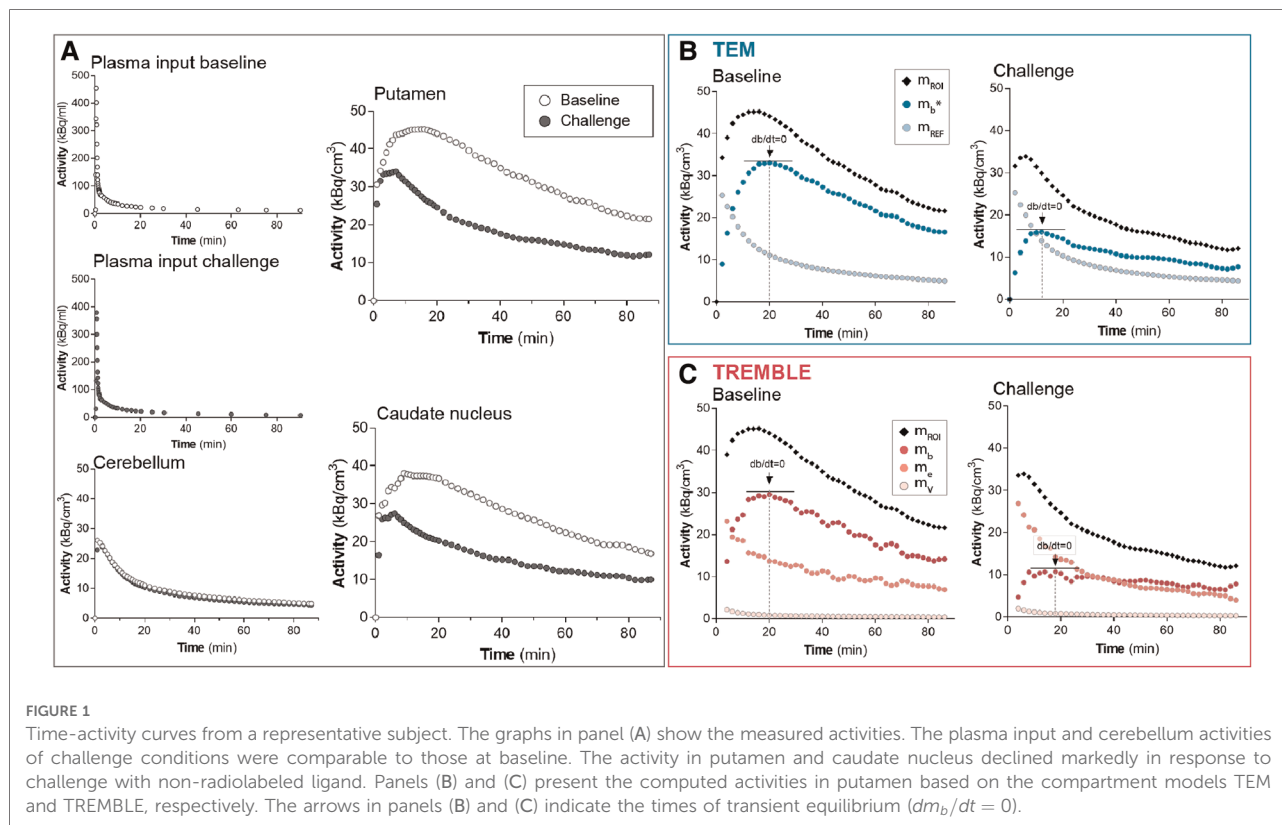 A
Plasma input baseline
500
400
300
200
100
0
Activity (kBq/ml)
0 20 40 60 80
Time (min)
Plasma input challenge
500
400
300
200
100
0
Activity (kBq/ml)
0 20 40 60 80
Time (min)
Cerebellum
50
40
30
20
10
0
Activity (kBq/cm³)
0 20 40 60 80
Time (min)
Putamen
Baseline
Challenge
50
40
30
20
10
0
Activity (kBq/cm³)
0 20 40 60 80
Time (min)
Caudate nucleus
50
40
30
20
10
0
Activity (kBq/cm³)
0 20 40 60 80
Time (min)
B TEM
Baseline
m_ROI
m_b*
m_REF
db/dt=0
50
40
30
20
10
0
Activity (kBq/cm³)
0 20 40 60 80
Time (min)
Challenge
50
40
30
20
10
0
db/dt=0
0 20 40 60 80
Time (min)
C TREMBLE
Baseline
m_ROI
m_b
m_e
m_v
db/dt=0
50
40
30
20
10
0
Activity (kBq/cm³)
0 20 40 60 80
Time (min)
Challenge
50
40
30
20
10
0
db/dt=0
0 20 40 60 80
Time (min)
FIGURE 1
Time-activity curves from a representative subject. The graphs in panel (A) show the measured activities. The plasma input and cerebellum activities
of challenge conditions were comparable to those at baseline. The activity in putamen and caudate nucleus declined markedly in response to
challenge with non-radiolabeled ligand. Panels (B) and (C) present the computed activities in putamen based on the compartment models TEM
and TREMBLE, respectively. The arrows in panels (B) and (C) indicate the times of transient equilibrium (dm_b/dt = 0).